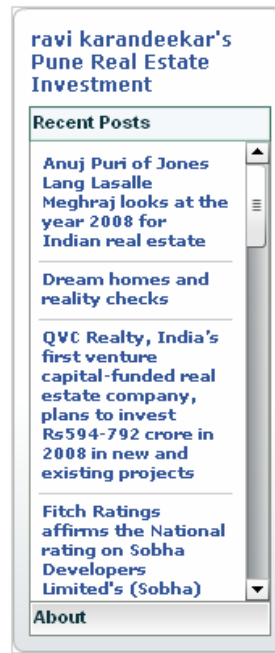 ravi karandeekar's
Pune Real Estate
Investment
Recent Posts
Anuj Puri of Jones
Lang Lasalle
Meghraj looks at the
year 2008 for
Indian real estate
Dream homes and
reality checks
QVC Realty, India's
first venture
capital-funded real
estate company,
plans to invest
Rs594-792 crore in
2008 in new and
existing projects
Fitch Ratings
affirms the National
rating on Sobha
Developers
Limited's (Sobha)
About